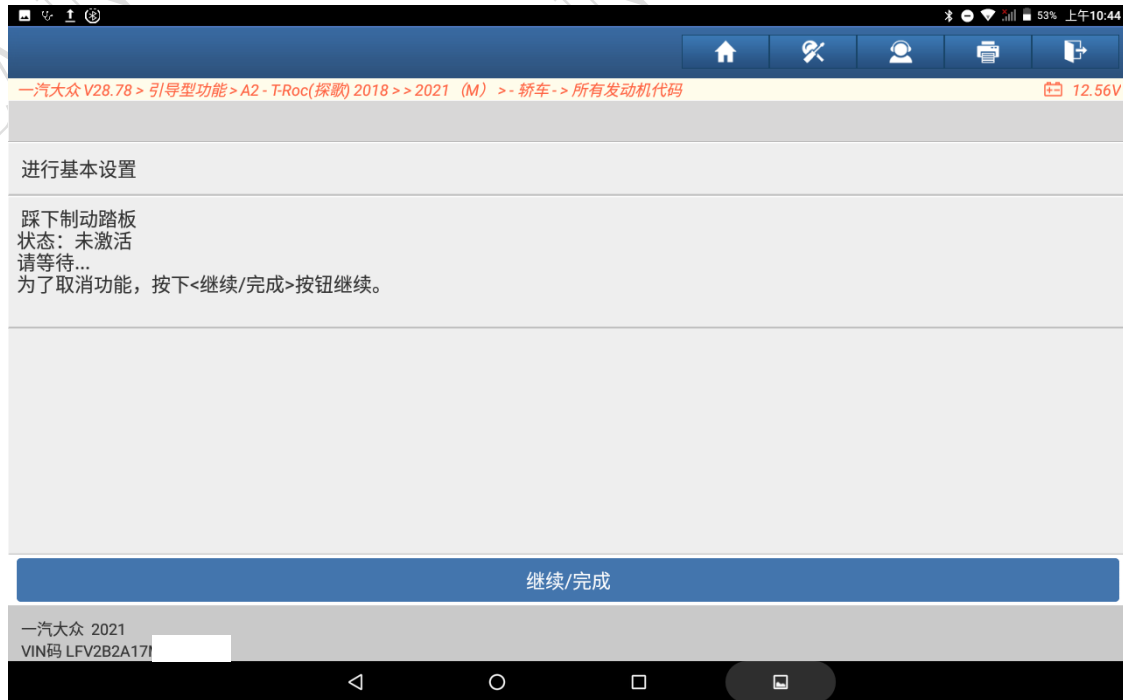 53% 上午10:44
一汽大众 V28.78 > 引导型功能 > A2 - T-Roc(探歌) 2018 > > 2021 (M) > - 轿车 - > 所有发动机代码 12.56V
进行基本设置
踩下制动踏板
状态：未激活
请等待...
为了取消功能，按下<继续/完成>按钮继续。
继续/完成
一汽大众 2021
VIN码 LFV2B2A17